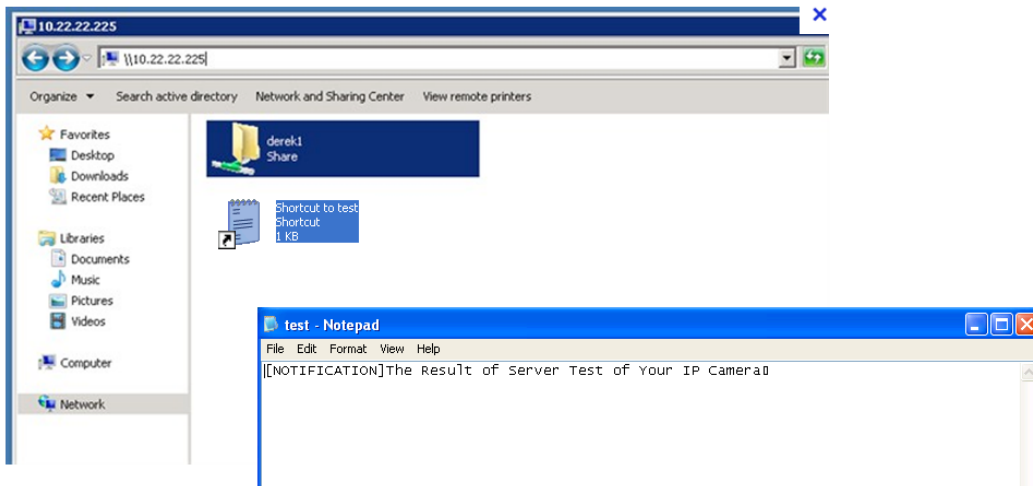 10.22.22.225
\\10.22.22.225
Organize Search active directory Network and Sharing Center View remote printers
Favorites
Desktop
Downloads
Recent Places
Libraries
Documents
Music
Pictures
Videos
Computer
Network
derek1
Share
Shortcut to test
Shortcut
1 KB
test - Notepad
File Edit Format View Help
[NOTIFICATION]The Result of Server Test of Your IP Camera▯